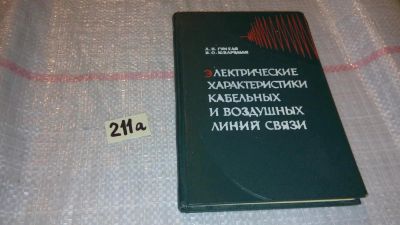 211а
ЭЛЕКТРИЧЕСКИЕ
ХАРАКТЕРИСТИКИ
КАБЕЛЬНЫХ
И ВОЗДУШНЫХ
ЛИНИЙ СВЯЗИ